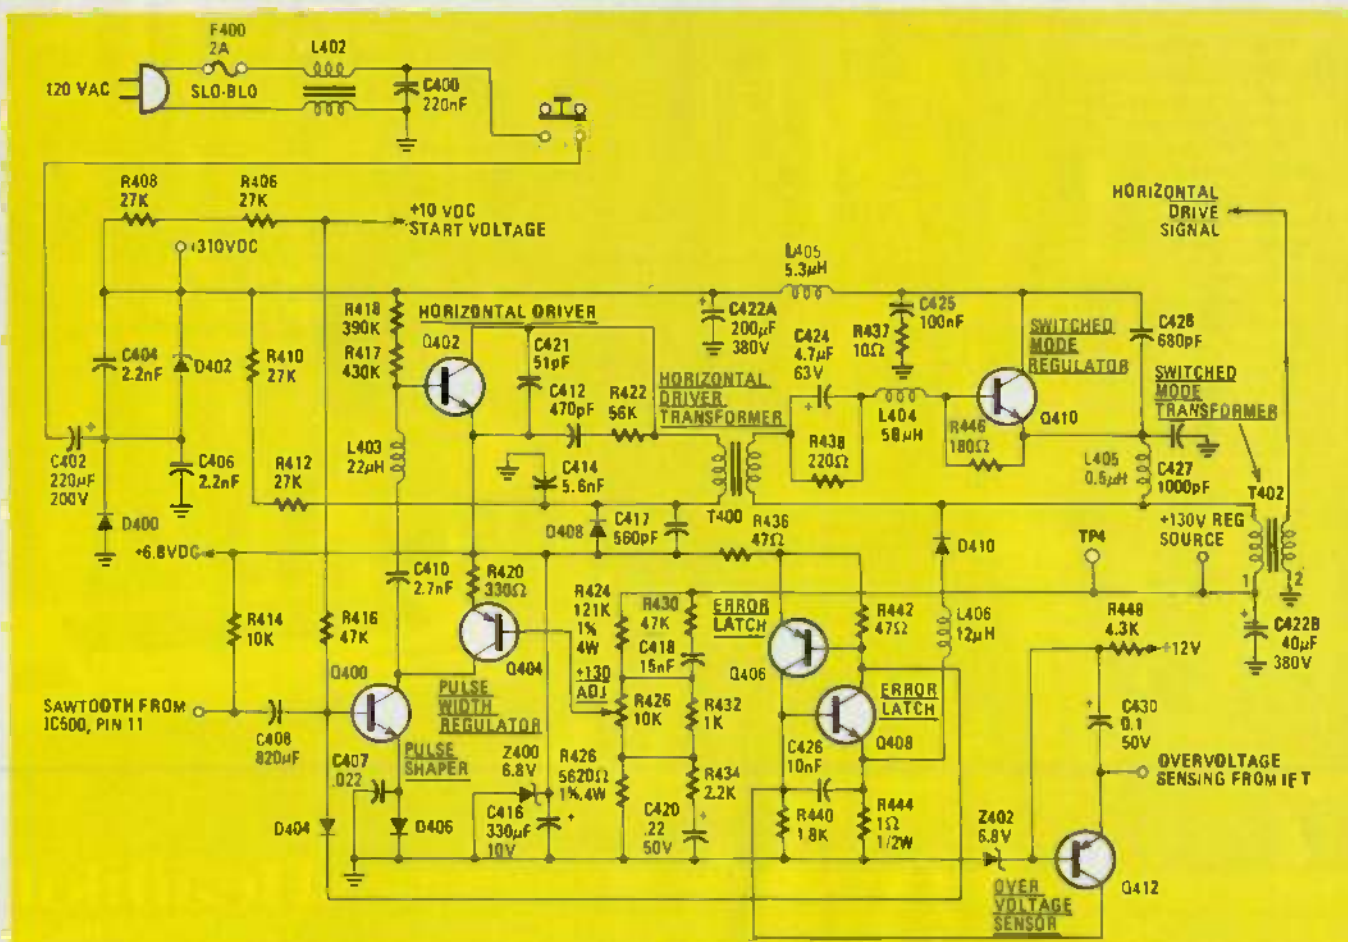 F400
2A
SLO-BLO
L402
120 VAC
C400
220nF
R408
27K
R406
27K
+10 VDC
START VOLTAGE
+310VDC
HORIZONTAL
DRIVE
SIGNAL
L405
5.3µH
R418
390K
HORIZONTAL DRIVER
Q402
R417
430K
C421
51pF
C422A
200µF
380V
C424
4.7µF
63V
C425
100nF
R437
10Ω
SWITCHED
MODE
REGULATOR
C428
680pF
SWITCHED
MODE
TRANSFORMER
C404
2.2nF
D402
R410
27K
C412
470pF
R422
56K
HORIZONTAL
DRIVER
TRANSFORMER
L404
58µH
Q410
R446
180Ω
R438
220Ω
C402
220µF
200V
C406
2.2nF
R412
27K
L403
22µH
C414
5.6nF
L405
0.5µH
C427
1000pF
T402
D400
D408
C417
560pF
T400
R436
47Ω
D410
TP4
+130V REG
SOURCE
+6.8VDC
C410
2.7nF
R420
330Ω
R424
121K
1%
4W
R430
47K
ERROR
LATCH
R442
47Ω
L406
12µH
1
2
R414
10K
R416
47K
Q404
C418
15nF
Q406
R448
4.3K
+12V
C422B
40µF
380V
Q400
PULSE
WIDTH
REGULATOR
+130
ADJ
R426
10K
R432
1K
ERROR
LATCH
Q408
SAWTOOTH FROM
IC500, PIN 11
C408
820µF
C407
.022
PULSE
SHAPER
Z400
6.8V
R426
5620Ω
1%.4W
R434
2.2K
C426
10nF
C430
0.1
50V
OVERVOLTAGE
SENSING FROM IFT
D404
D406
C416
330µF
10V
C420
.22
50V
R440
1.8K
R444
1Ω
1/2W
Z402
6.8V
Q412
OVER
VOLTAGE
SENSOR